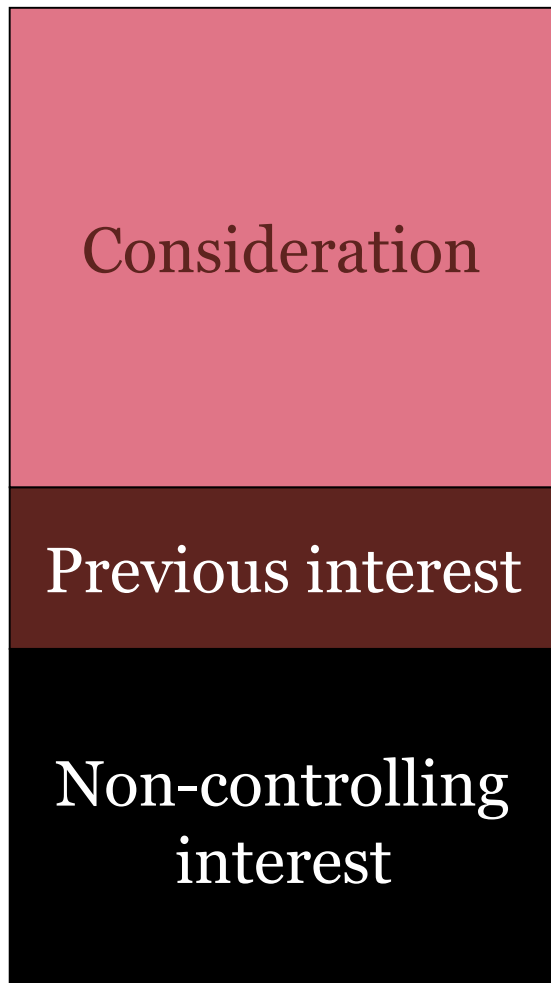 Consideration
Previous interest
Non-controlling
interest